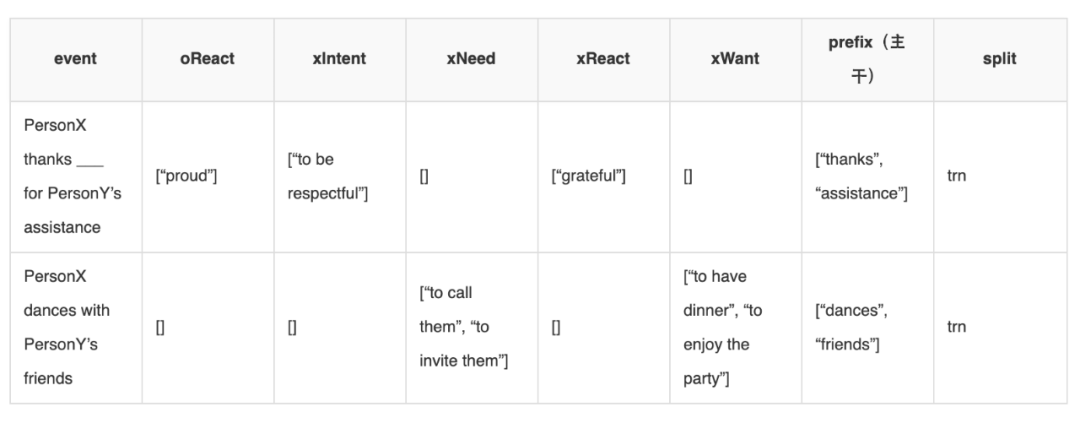 event
oReact
xIntent
xNeed
xReact
xWant
prefix（主
干）
split
PersonX
thanks ___
for PersonY’s
assistance
[“proud”]
[“to be
respectful”]
[]
[“grateful”]
[]
[“thanks”,
“assistance”]
trn
PersonX
dances with
PersonY’s
friends
[]
[]
[“to call
them”, “to
invite them”]
[]
[“to have
dinner”, “to
enjoy the
party”]
[“dances”,
“friends”]
trn